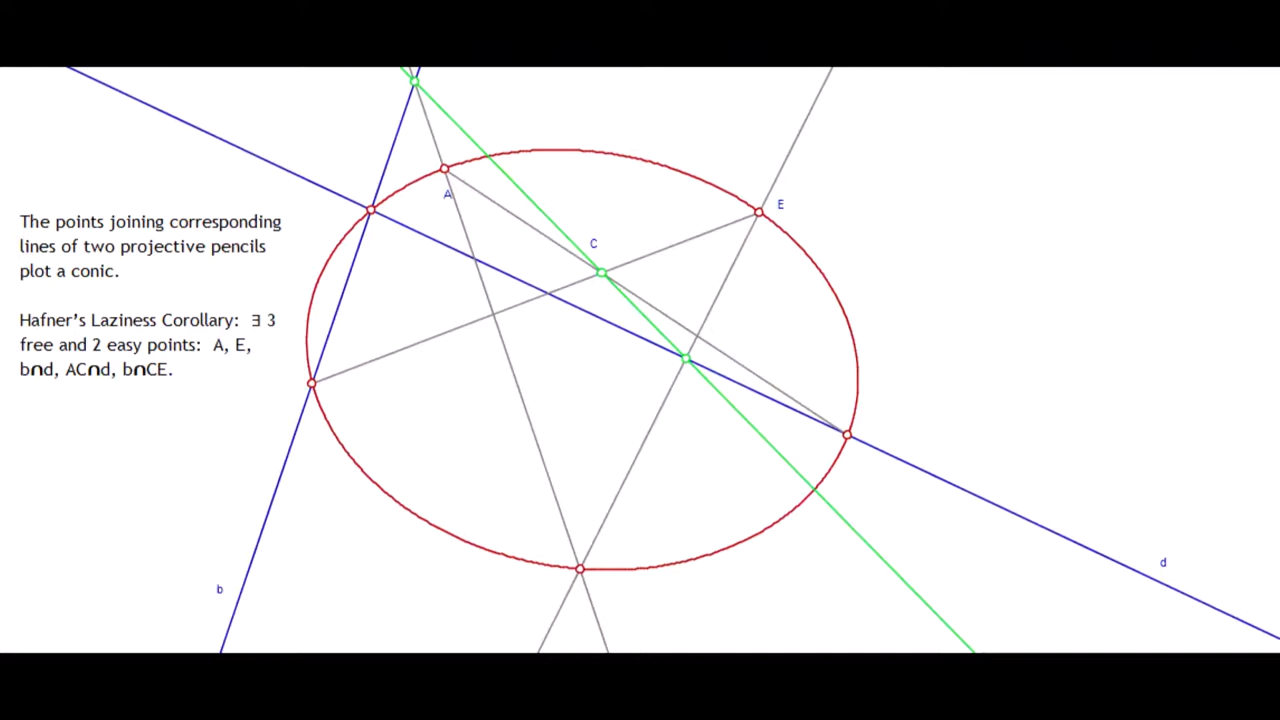 A
E
C
The points joining corresponding
lines of two projective pencils
plot a conic.
Hafner's Laziness Corollary: ∃ 3
free and 2 easy points: A, E,
b∩d, AC∩d, b∩CE.
b
d